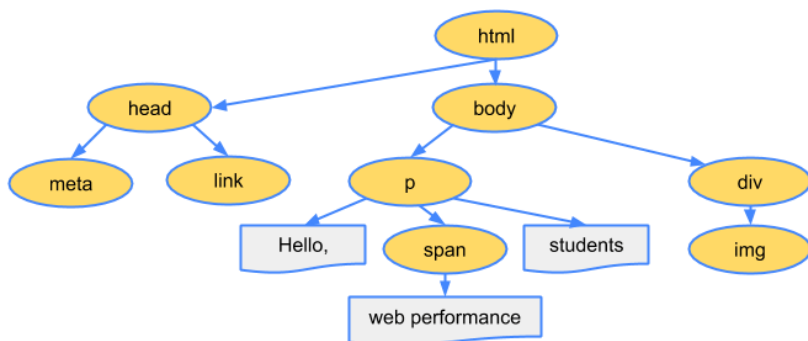 html
head
body
meta
link
p
div
Hello,
span
students
img
web performance